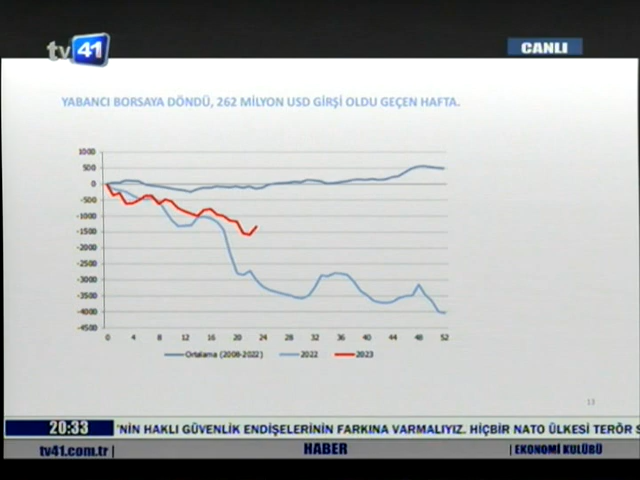 tv 41
CANLI
YABANCI BORSAYA DÖNDÜ, 262 MİLYON USD GİRŞİ OLDU GEÇEN HAFTA.
1000
500
0
-500
-1000
-1500
-2000
-2500
-3000
-3500
-4000
-4500
0 4 8 12 16 20 24 28 32 36 40 44 48 52
Ortalama (2008-2022) 2022 2023
13
20:33 'NİN HAKLI GÜVENLİK ENDİŞELERİNİN FARKINA VARMALIYIZ. HİÇBİR NATO ÜLKESİ TERÖR S
tv41.com.tr | HABER | EKONOMİ KULÜBÜ